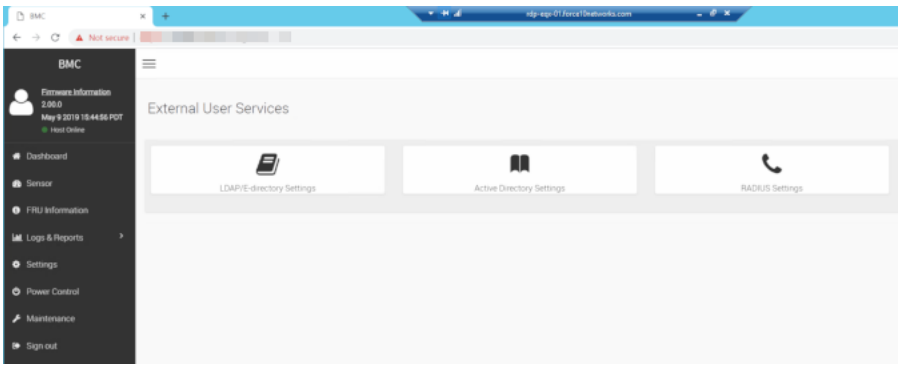 BMC
rdp-eqx-01.force10networks.com
Not secure
BMC
Firmware Information
2.00.0
May 9 2019 15:44:56 PDT
Host Online
External User Services
Dashboard
Sensor
FRU Information
Logs & Reports
Settings
Power Control
Maintenance
Sign out
LDAP/E-directory Settings
Active Directory Settings
RADIUS Settings